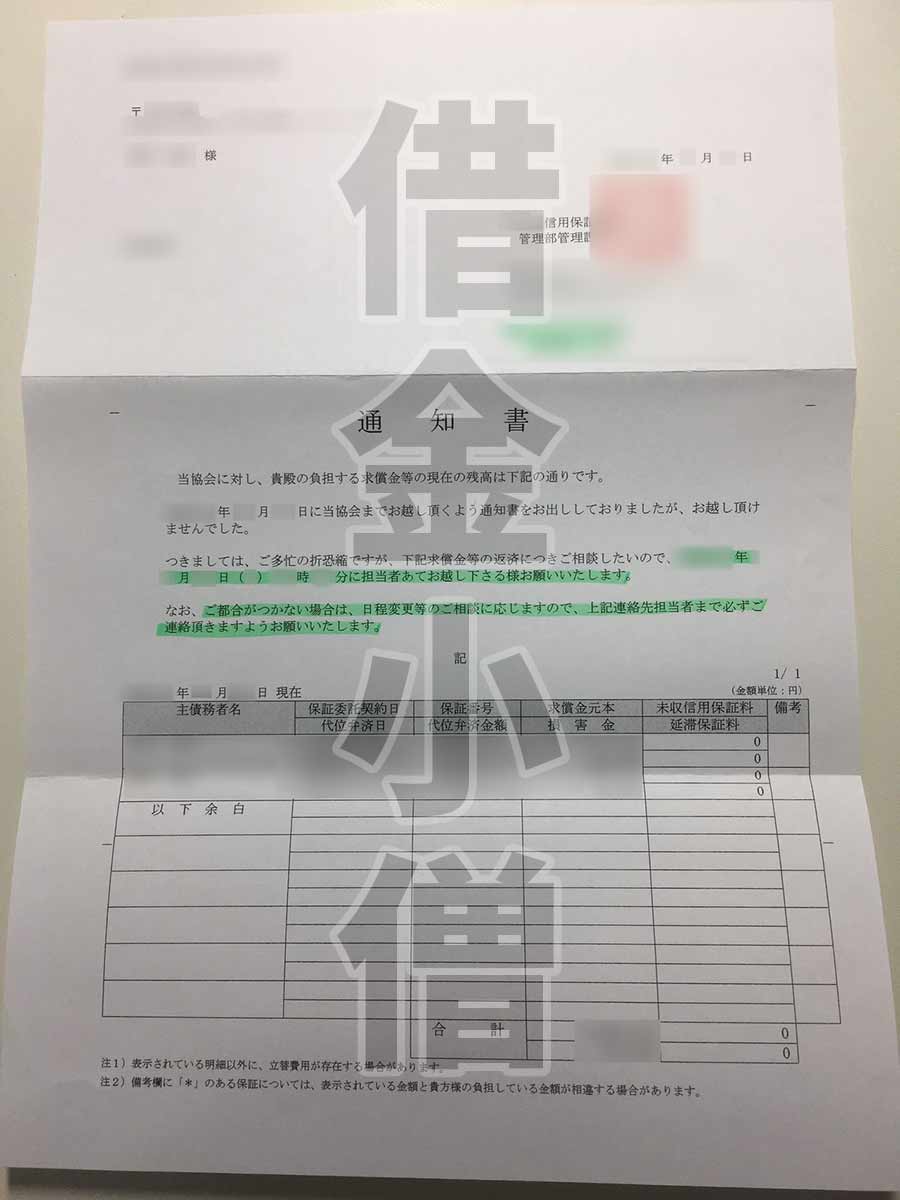 〒
様
年 月 日
信用保証
管理部管理課
通 知 書
当協会に対し、貴殿の負担する求償金等の現在の残高は下記の通りです。
年 月 日に当協会までお越し頂くよう通知書をお出ししておりましたが、お越し頂け
ませんでした。
つきましては、ご多忙の折恐縮ですが、下記求償金等の返済につきご相談したいので、 年
月 日（ ） 時 分に担当者あてお越し下さる様お願いいたします。
なお、ご都合がつかない場合は、日程変更等のご相談に応じますので、上記連絡先担当者まで必ずご
連絡頂きますようお願いいたします。
記
1/ 1
年 月 日 現在 （金額単位：円）
主債務者名 保証委託契約日 保証番号 求償金元本 未収信用保証料 備考
代位弁済日 代位弁済金額 損 害 金 延滞保証料
0
0
0
0
以 下 余 白
合 計 0
0
注１）表示されている明細以外に、立替費用が存在する場合があります。
注２）備考欄に「＊」のある保証については、表示されている金額と貴方様の負担している金額が相違する場合があります。
借金小僧